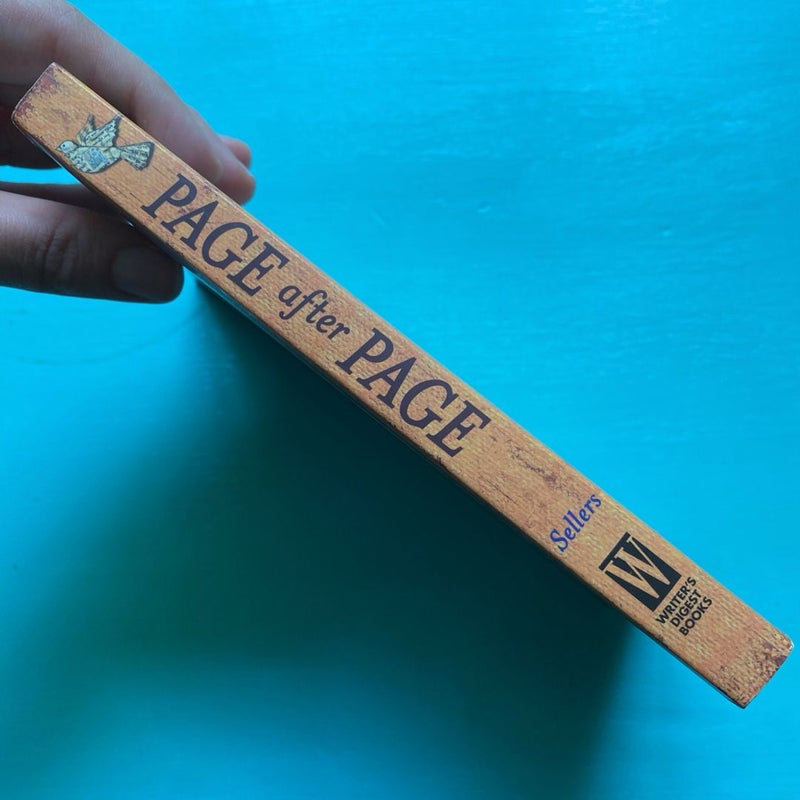 PAGE after PAGE
Sellers
W
WRITER'S
DIGEST
BOOKS